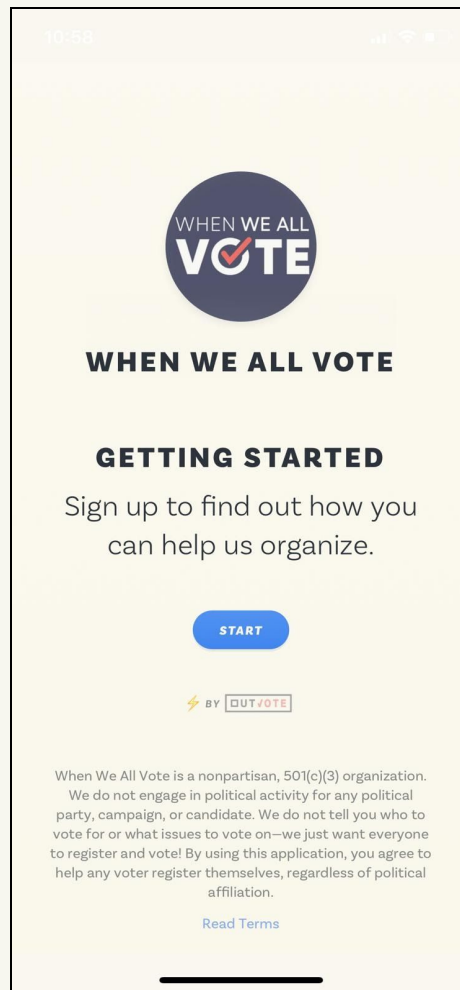 10:58
WHEN WE ALL
VOTE
WHEN WE ALL VOTE
GETTING STARTED
Sign up to find out how you
can help us organize.
START
⚡ BY OUTVOTE
When We All Vote is a nonpartisan, 501(c)(3) organization.
We do not engage in political activity for any political
party, campaign, or candidate. We do not tell you who to
vote for or what issues to vote on—we just want everyone
to register and vote! By using this application, you agree to
help any voter register themselves, regardless of political
affiliation.
Read Terms